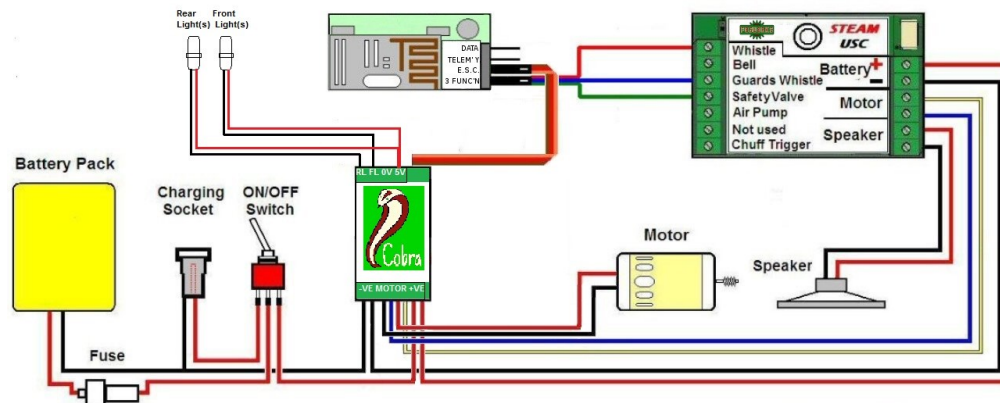 Rear Front
Light(s) Light(s)
DATA
TELEM'Y
E.S.C.
3 FUNC'N
STEAM
USC
Whistle
Bell
Guards Whistle
Safety Valve
Air Pump
Not used
Chuff Trigger
Battery +
-
Motor
Speaker
Battery Pack
Charging
Socket
ON/OFF
Switch
RL FL 0V 5V
Cobra
-VE MOTOR +VE
Motor
Speaker
Fuse